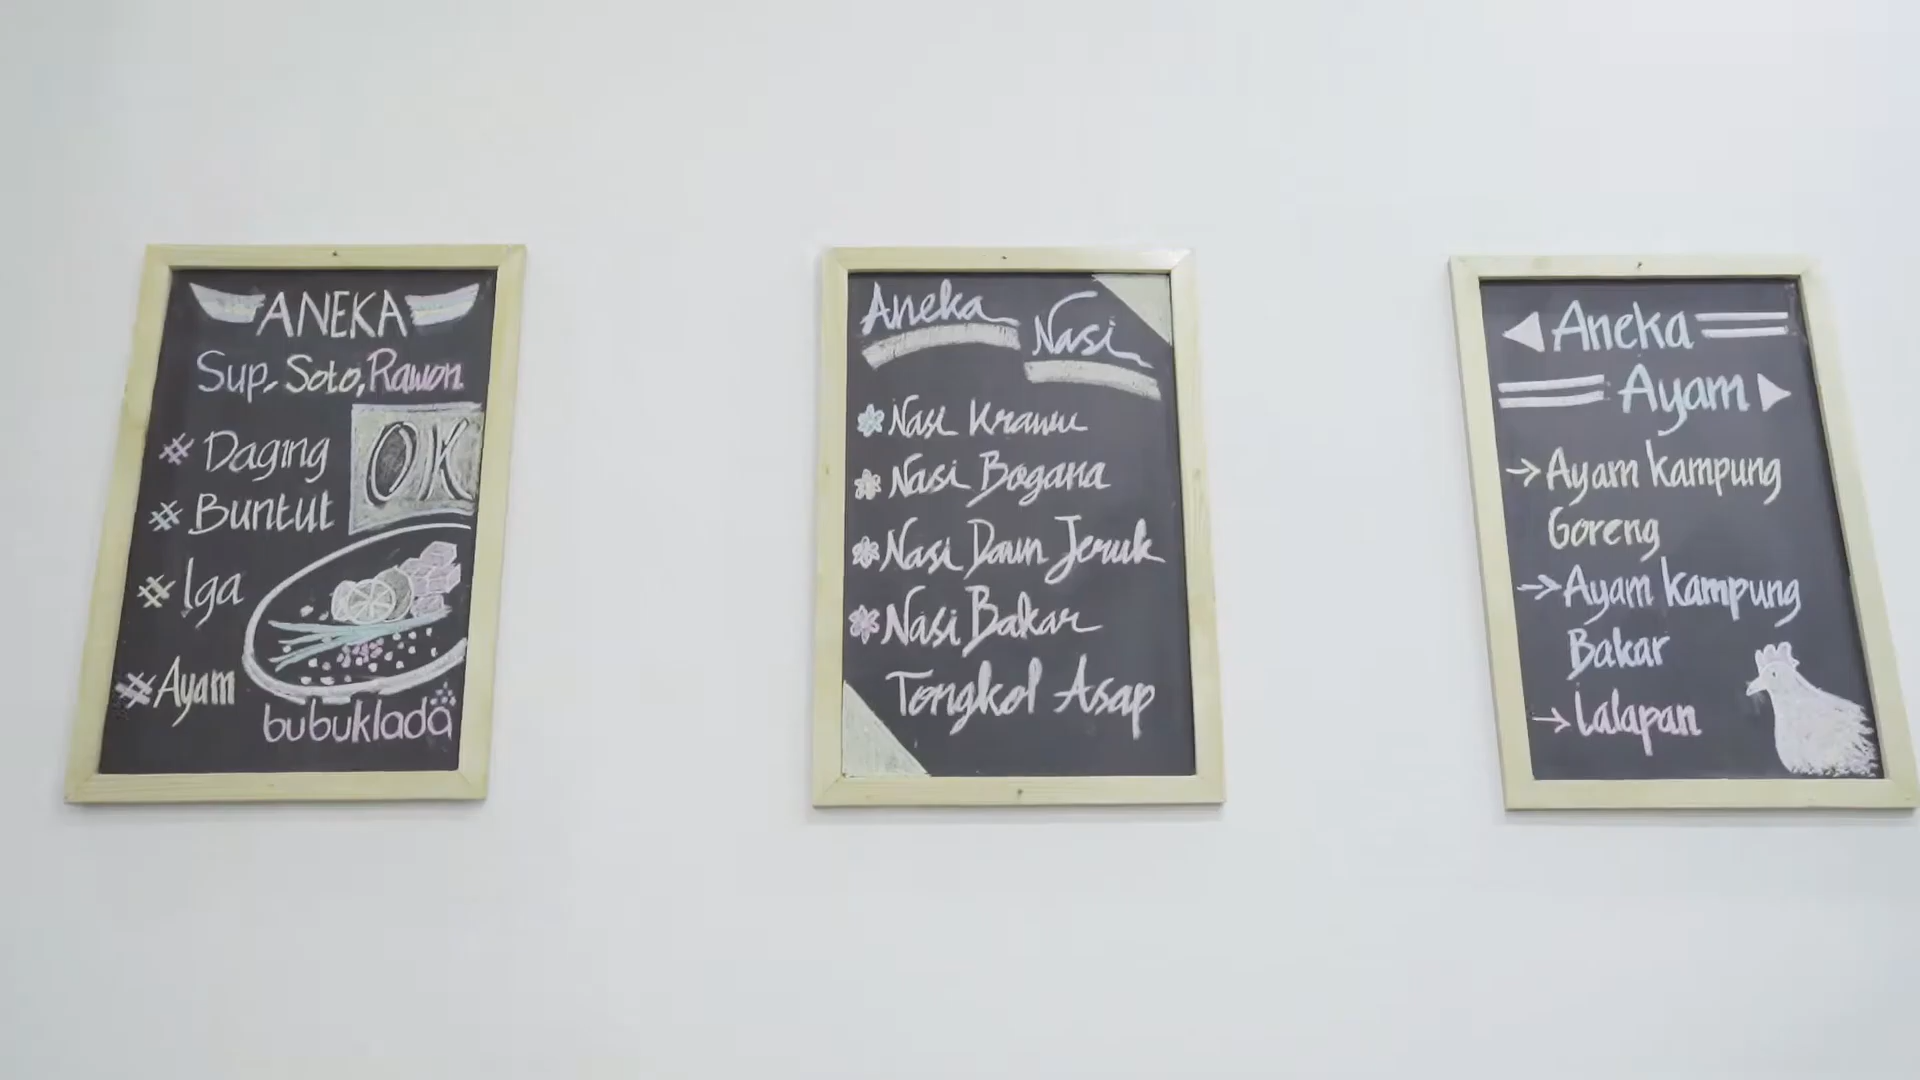 ANEKA
Sup, Soto, Rawon
# Daging
# Buntut
# Iga
# Ayam
OK
bubuklada
Aneka
Nasi
Nasi Krawu
Nasi Bogana
Nasi Daun Jeruk
Nasi Bakar
Tongkol Asap
Aneka
Ayam
→ Ayam kampung
Goreng
→ Ayam kampung
Bakar
→ lalapan